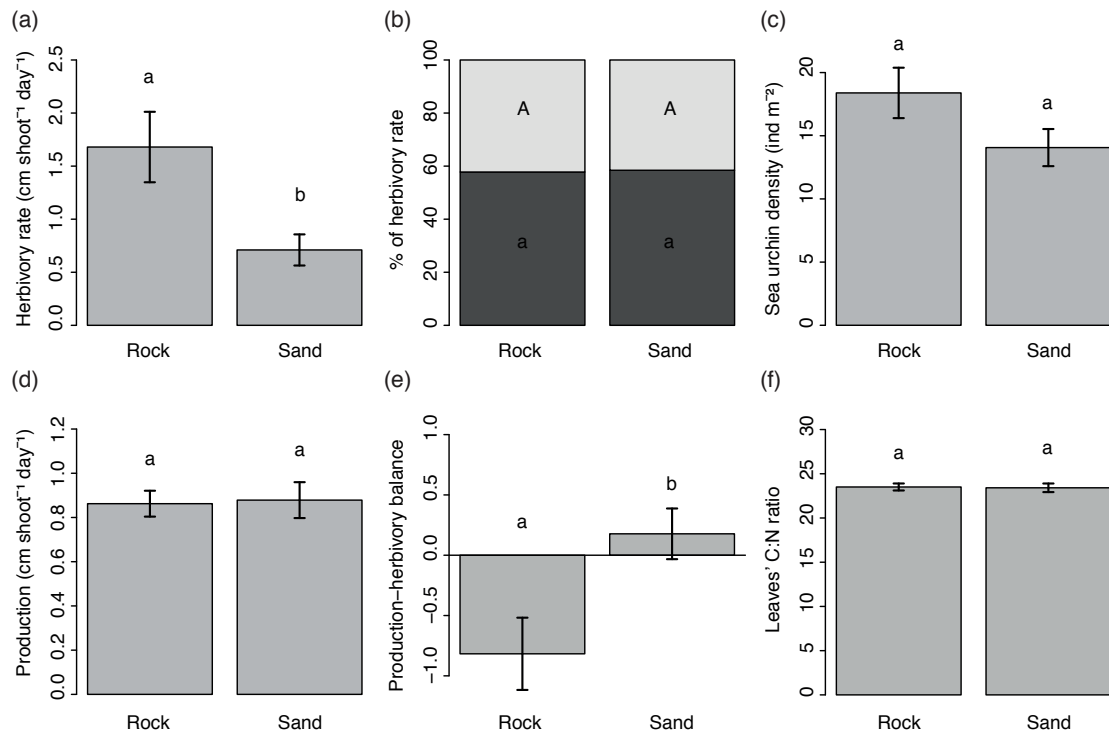 (a)
Herbivory rate (cm shoot⁻¹ day⁻¹)
2.5
2.0
1.5
1.0
0.5
0.0
a
b
Rock
Sand
(b)
% of herbivory rate
100
80
60
40
20
0
A
A
a
a
Rock
Sand
(c)
Sea urchin density (ind m⁻²)
20
15
10
5
0
a
a
Rock
Sand
(d)
Production (cm shoot⁻¹ day⁻¹)
1.2
1.0
0.8
0.6
0.4
0.2
0.0
a
a
Rock
Sand
(e)
Production–herbivory balance
1.0
0.5
0.0
−0.5
−1.0
a
b
Rock
Sand
(f)
Leaves’ C:N ratio
30
25
20
15
10
5
0
a
a
Rock
Sand